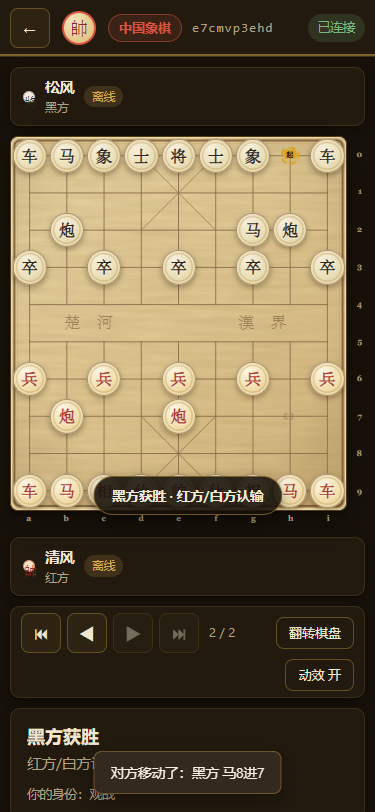 ← 帥 中国象棋 e7cmvp3ehd 已连接
松风 离线
黑方
车 马 象 士 将 士 象 起 车 0
1
炮 马 炮 2
卒 卒 卒 卒 卒 3
4
楚 河 漢 界
5
兵 兵 兵 兵 兵 6
炮 炮 7
8
车 马 相 马 车 9
黑方获胜 · 红方/白方认输
a b c d e f g h i
清风 离线
红方
2 / 2 翻转棋盘
动效 开
黑方获胜
红方/白方
对方移动了: 黑方 马8进7
你的身份: 观战